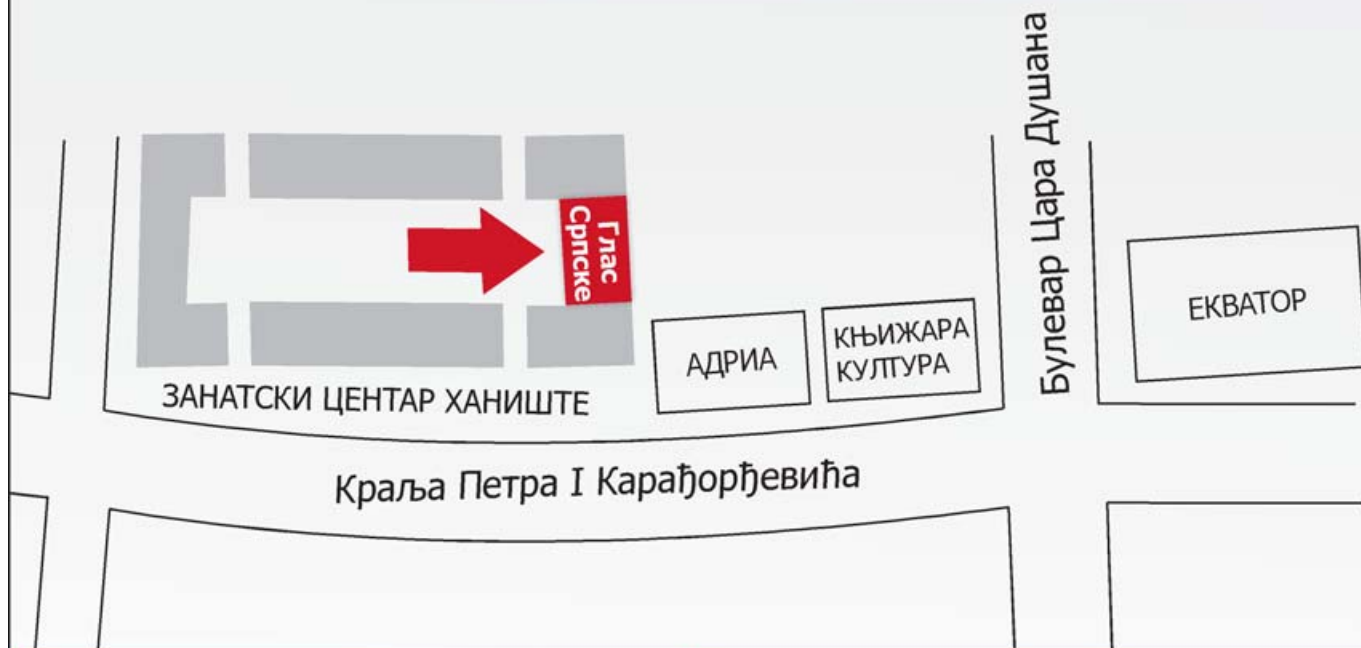 Булевар Цара Душана
Глас
Српске
ЕКВАТОР
КЊИЖАРА
КУЛТУРА
АДРИА
ЗАНАТСКИ ЦЕНТАР ХАНИШТЕ
Краља Петра I Карађорђевића